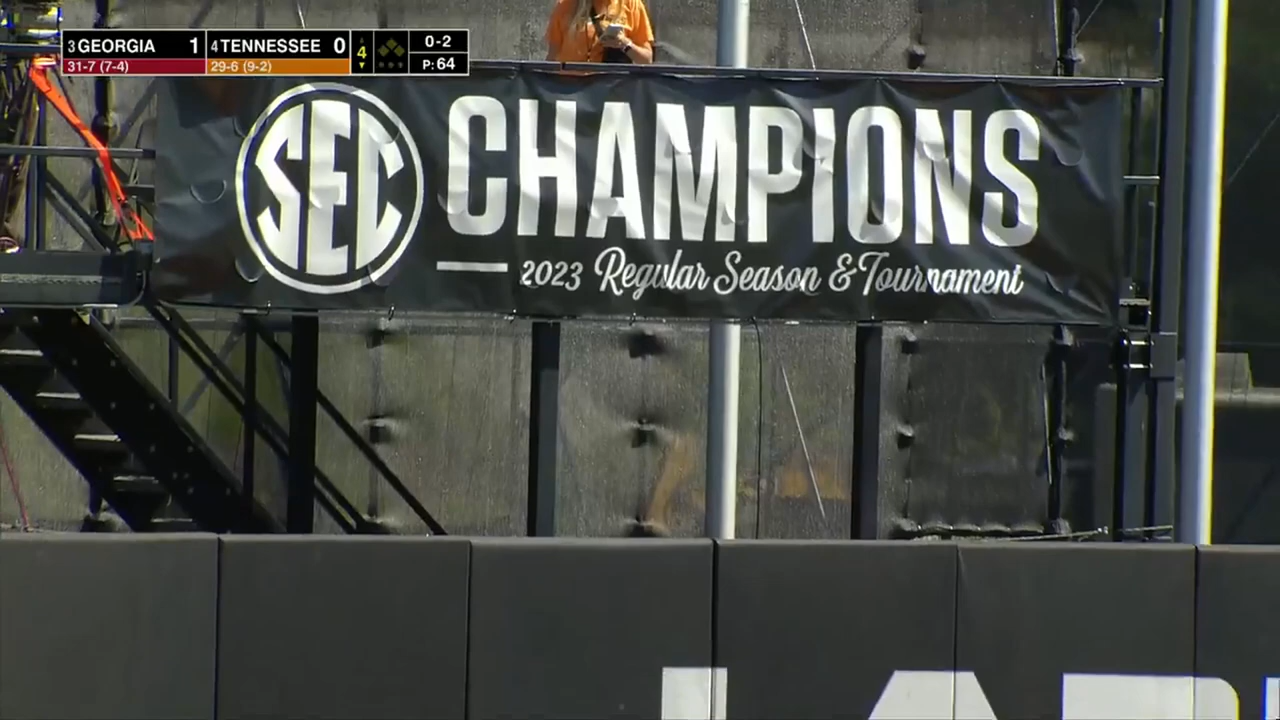 3 GEORGIA 1 4 TENNESSEE 0 4 0-2
31-7 (7-4) 29-6 (9-2) P: 64
SEC CHAMPIONS
2023 Regular Season & Tournament
LAD